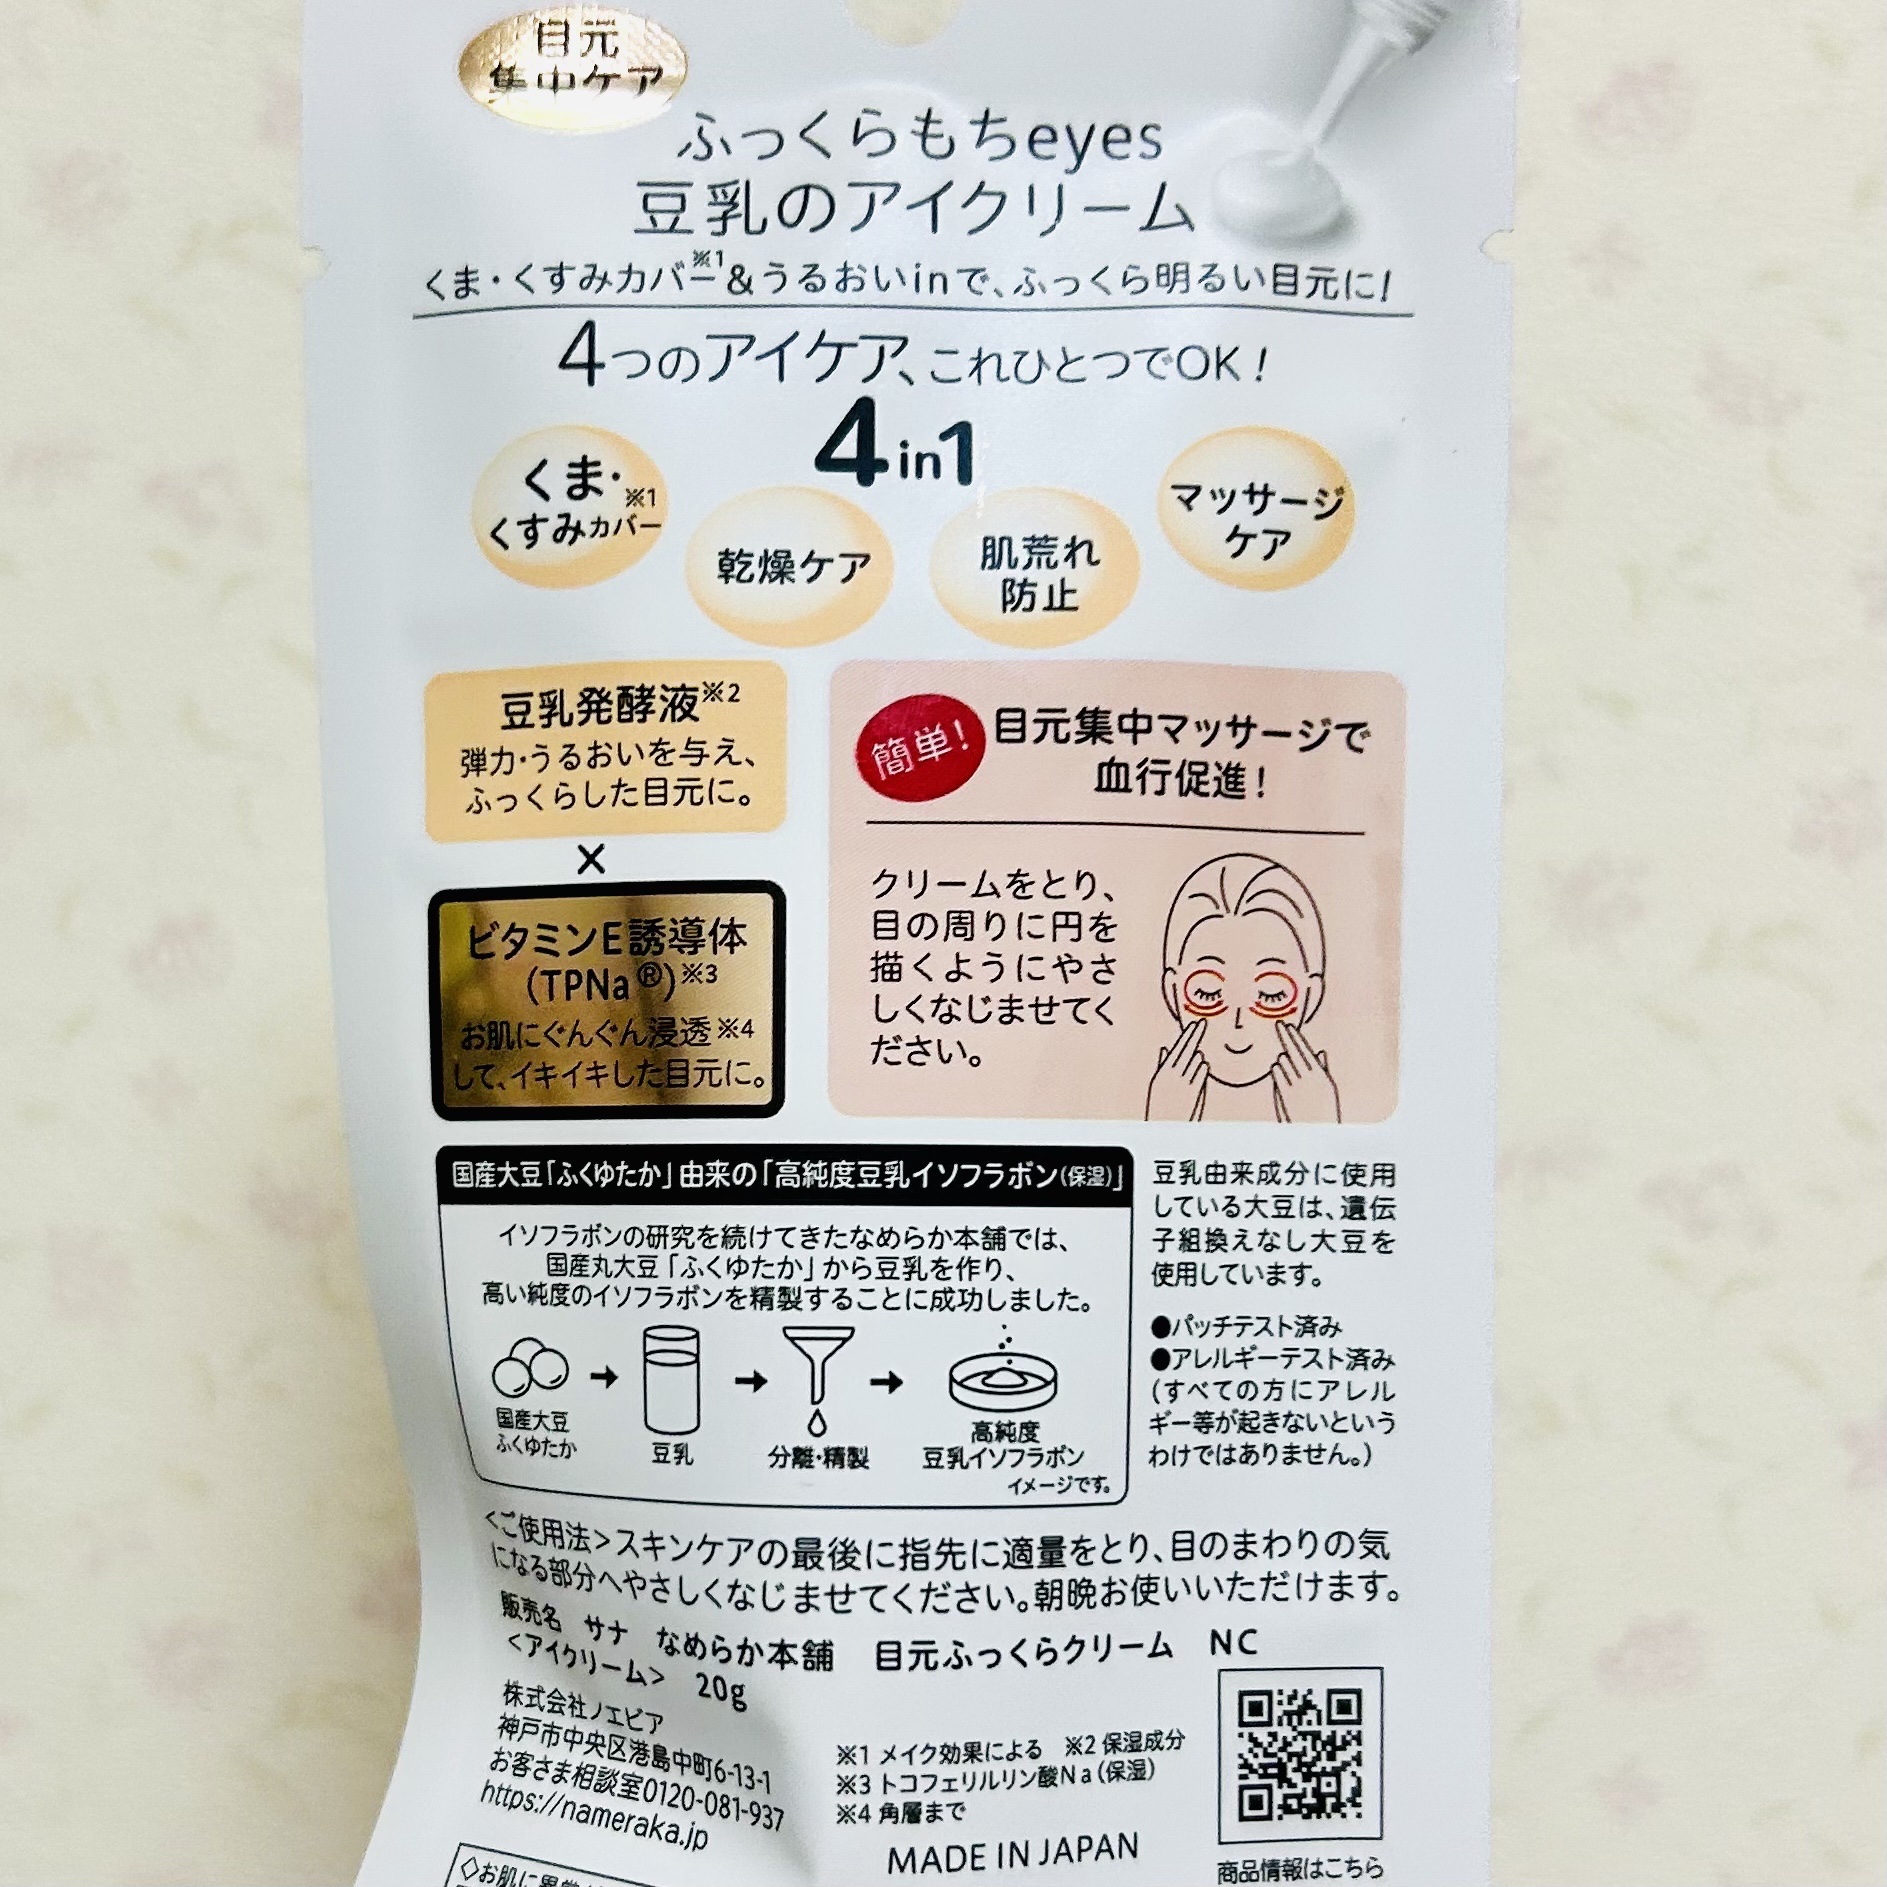 目元
集中ケア
ふっくらもちeyes
豆乳のアイクリーム
くま・くすみカバー※1&うるおいinで、ふっくら明るい目元に!
4つのアイケア、これひとつでOK!
4in1
くま・
くすみカバー※1
乾燥ケア
肌荒れ
防止
マッサージ
ケア
豆乳発酵液※2
弾力・うるおいを与え、
ふっくらした目元に。
×
ビタミンE誘導体
(TPNa®)※3
お肌にぐんぐん浸透※4
して、イキイキした目元に。
簡単!
目元集中マッサージで
血行促進!
クリームをとり、
目の周りに円を
描くようにやさ
しくなじませてく
ださい。
国産大豆「ふくゆたか」由来の「高純度豆乳イソフラボン(保湿)」
イソフラボンの研究を続けてきたなめらか本舗では、
国産丸大豆「ふくゆたか」から豆乳を作り、
高い純度のイソフラボンを精製することに成功しました。
国産大豆
ふくゆたか
豆乳
分離・精製
高純度
豆乳イソフラボン
イメージです。
豆乳由来成分に使用
している大豆は、遺伝
子組換えなし大豆を
使用しています。
●パッチテスト済み
●アレルギーテスト済み
(すべての方にアレル
ギー等が起きないという
わけではありません。)
<ご使用法>スキンケアの最後に指先に適量をとり、目のまわりの気
になる部分へやさしくなじませてください。朝晩お使いいただけます。
販売名 サナ なめらか本舗 目元ふっくらクリーム NC
<アイクリーム> 20g
株式会社ノエビア
神戸市中央区港島中町6-13-1
お客さま相談室0120-081-937
https://nameraka.jp
※1 メイク効果による ※2 保湿成分
※3 トコフェリルリン酸Na(保湿)
※4 角層まで
MADE IN JAPAN
商品情報はこちら
◇お肌に異常